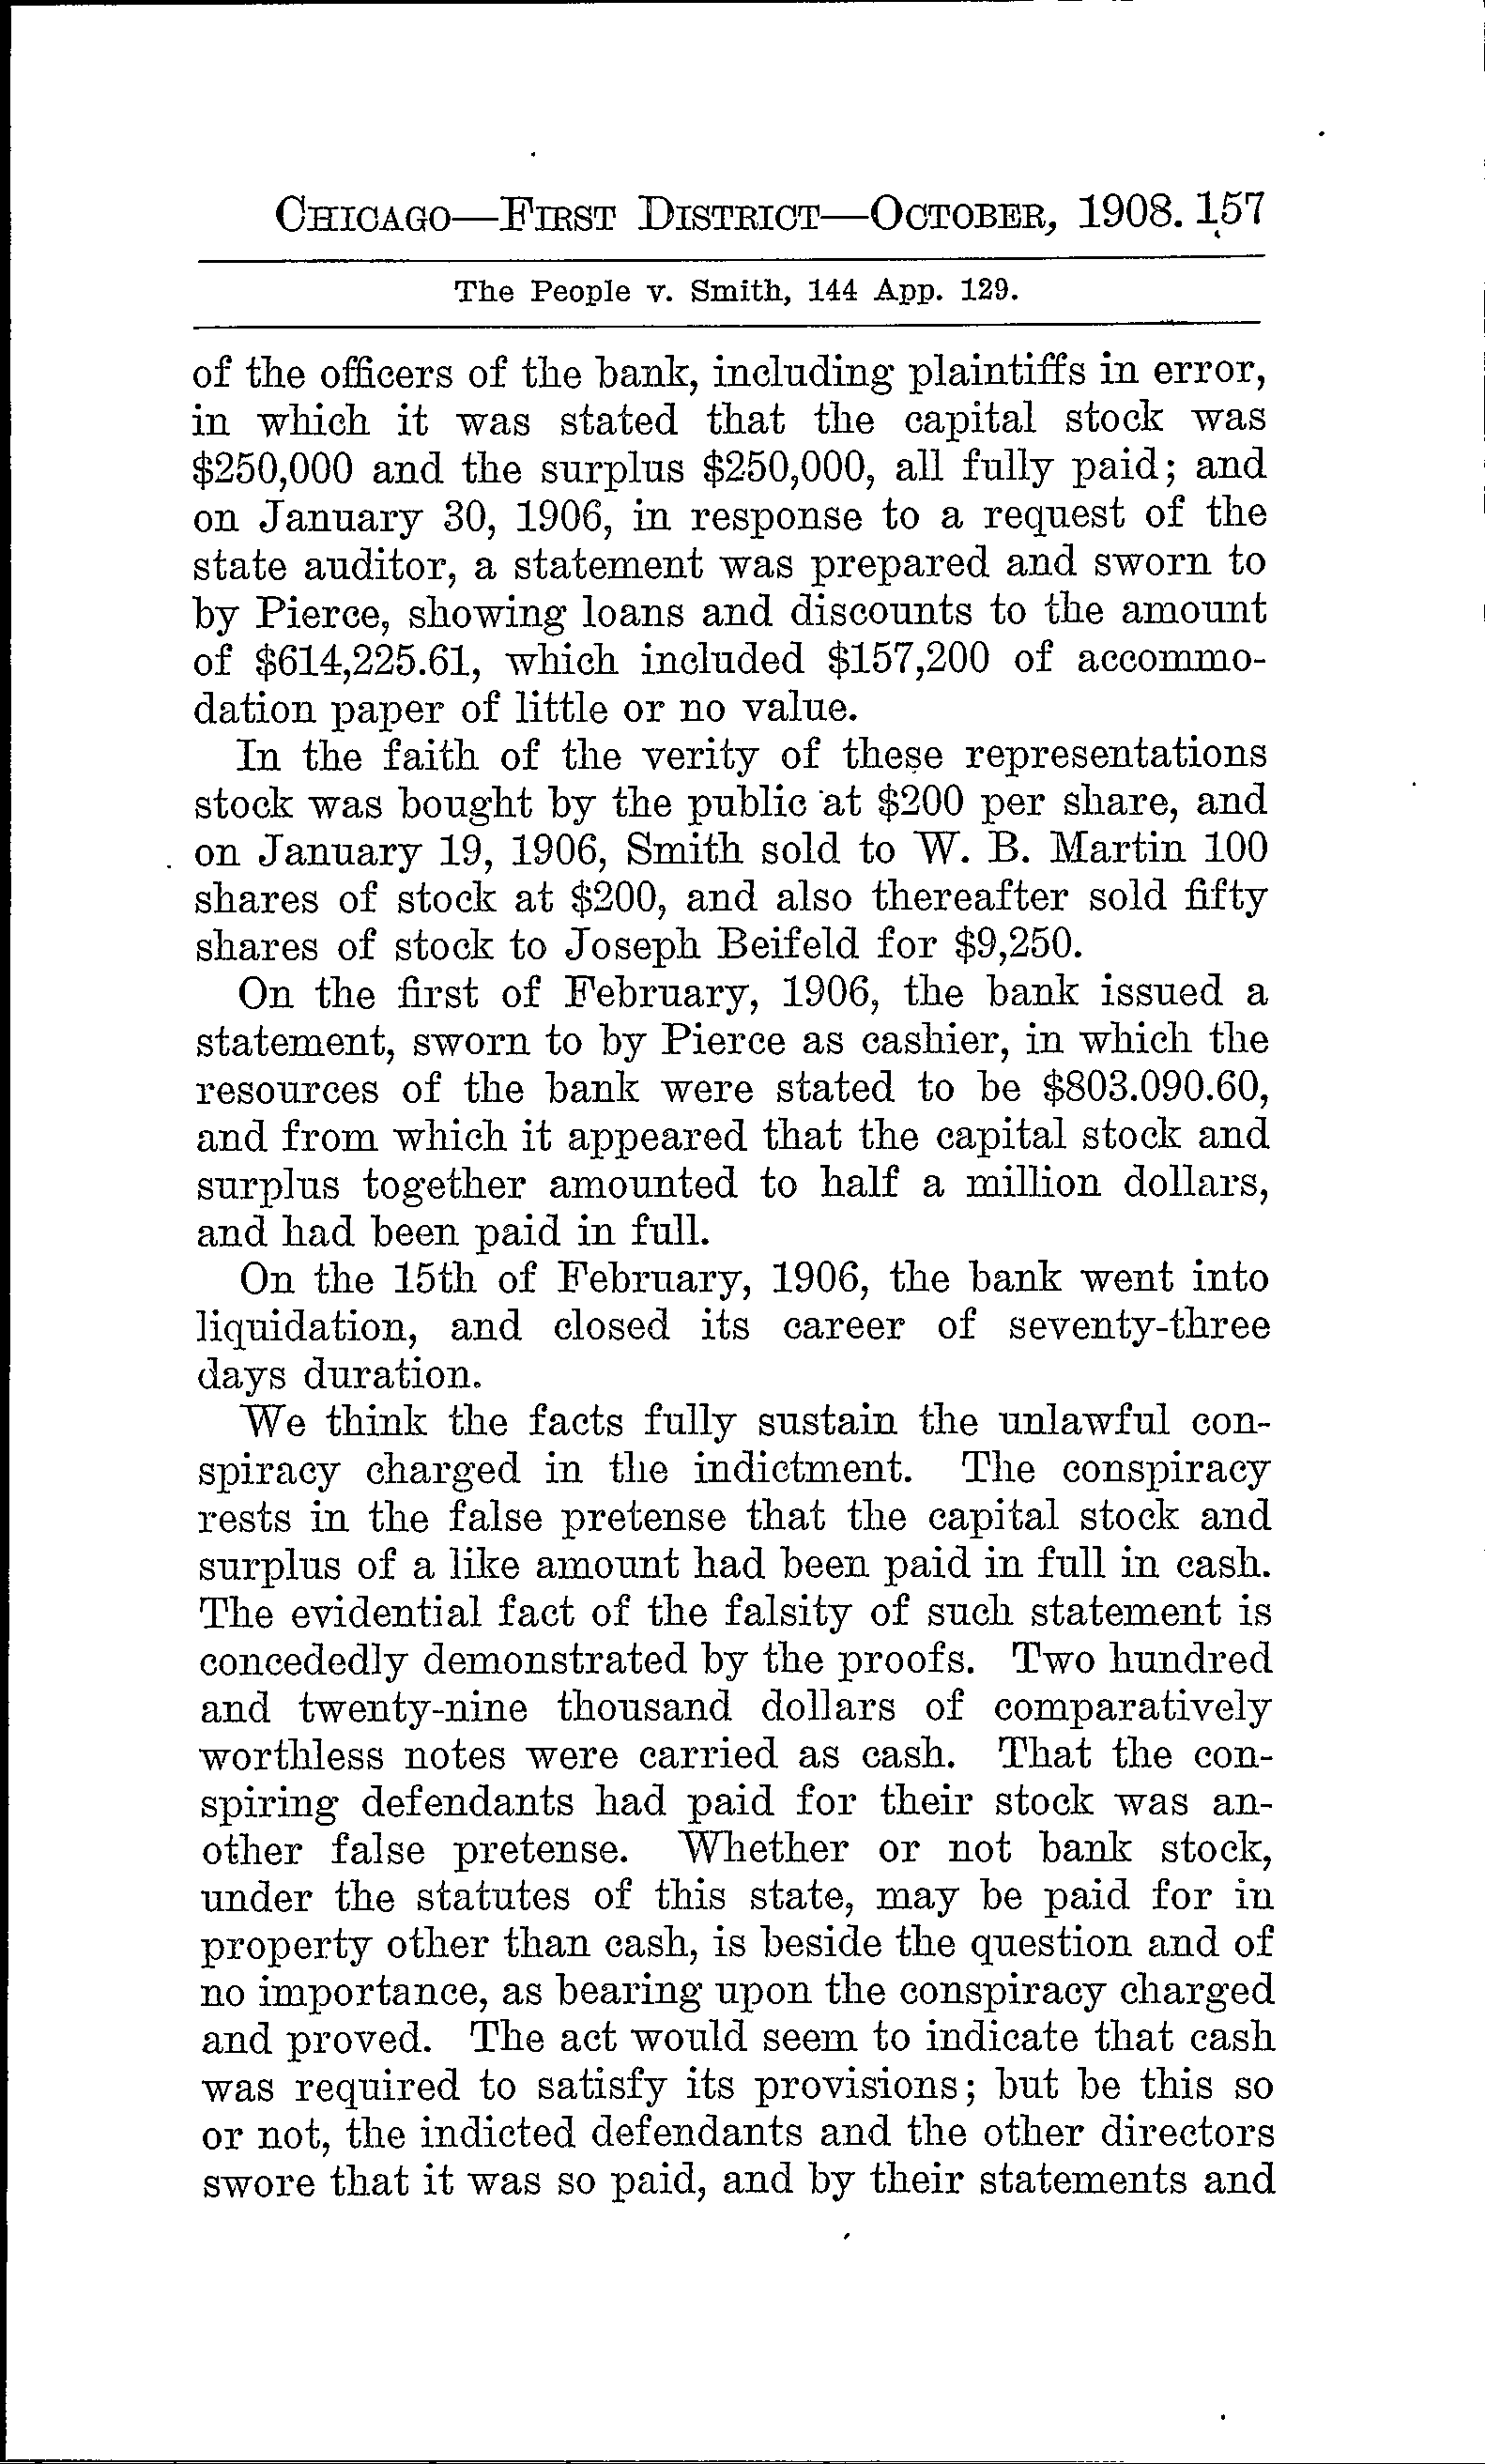 CHICAGO—FIRST DISTRICT—OCTOBER, 1908. 157
The People v. Smith, 144 App. 129.
of the officers of the bank, including plaintiffs in error,
in which it was stated that the capital stock was
$250,000 and the surplus $250,000, all fully paid; and
on January 30, 1906, in response to a request of the
state auditor, a statement was prepared and sworn to
by Pierce, showing loans and discounts to the amount
of $614,225.61, which included $157,200 of accommo-
dation paper of little or no value.
In the faith of the verity of these representations
stock was bought by the public at $200 per share, and
on January 19, 1906, Smith sold to W. B. Martin 100
shares of stock at $200, and also thereafter sold fifty
shares of stock to Joseph Beifeld for $9,250.
On the first of February, 1906, the bank issued a
statement, sworn to by Pierce as cashier, in which the
resources of the bank were stated to be $803.090.60,
and from which it appeared that the capital stock and
surplus together amounted to half a million dollars,
and had been paid in full.
On the 15th of February, 1906, the bank went into
liquidation, and closed its career of seventy-three
days duration.
We think the facts fully sustain the unlawful con-
spiracy charged in the indictment. The conspiracy
rests in the false pretense that the capital stock and
surplus of a like amount had been paid in full in cash.
The evidential fact of the falsity of such statement is
concededly demonstrated by the proofs. Two hundred
and twenty-nine thousand dollars of comparatively
worthless notes were carried as cash. That the con-
spiring defendants had paid for their stock was an-
other false pretense. Whether or not bank stock,
under the statutes of this state, may be paid for in
property other than cash, is beside the question and of
no importance, as bearing upon the conspiracy charged
and proved. The act would seem to indicate that cash
was required to satisfy its provisions; but be this so
or not, the indicted defendants and the other directors
swore that it was so paid, and by their statements and